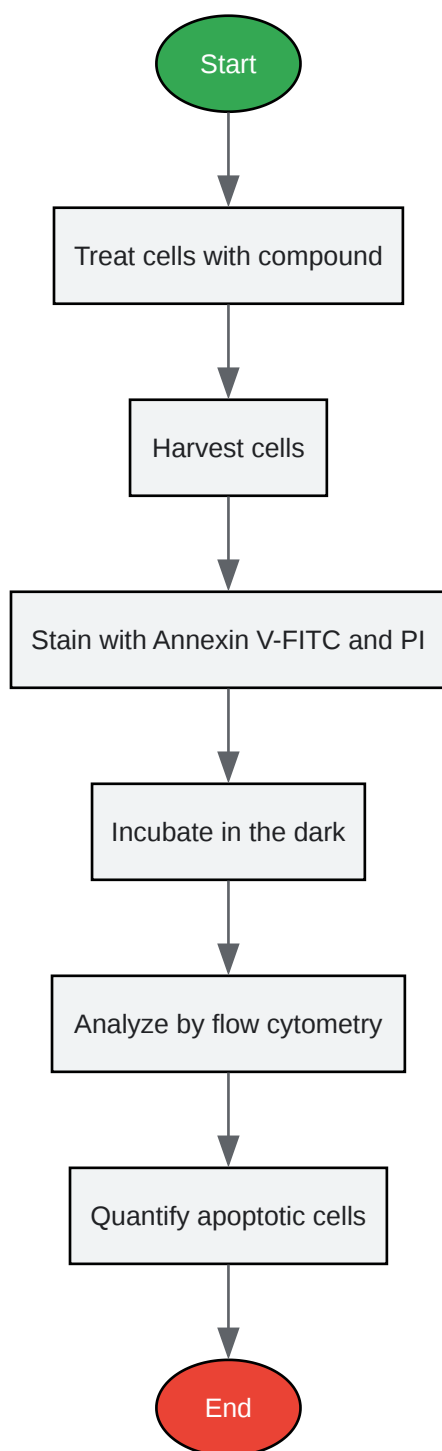 Start
Treat cells with compound
Harvest cells
Stain with Annexin V-FITC and PI
Incubate in the dark
Analyze by flow cytometry
Quantify apoptotic cells
End